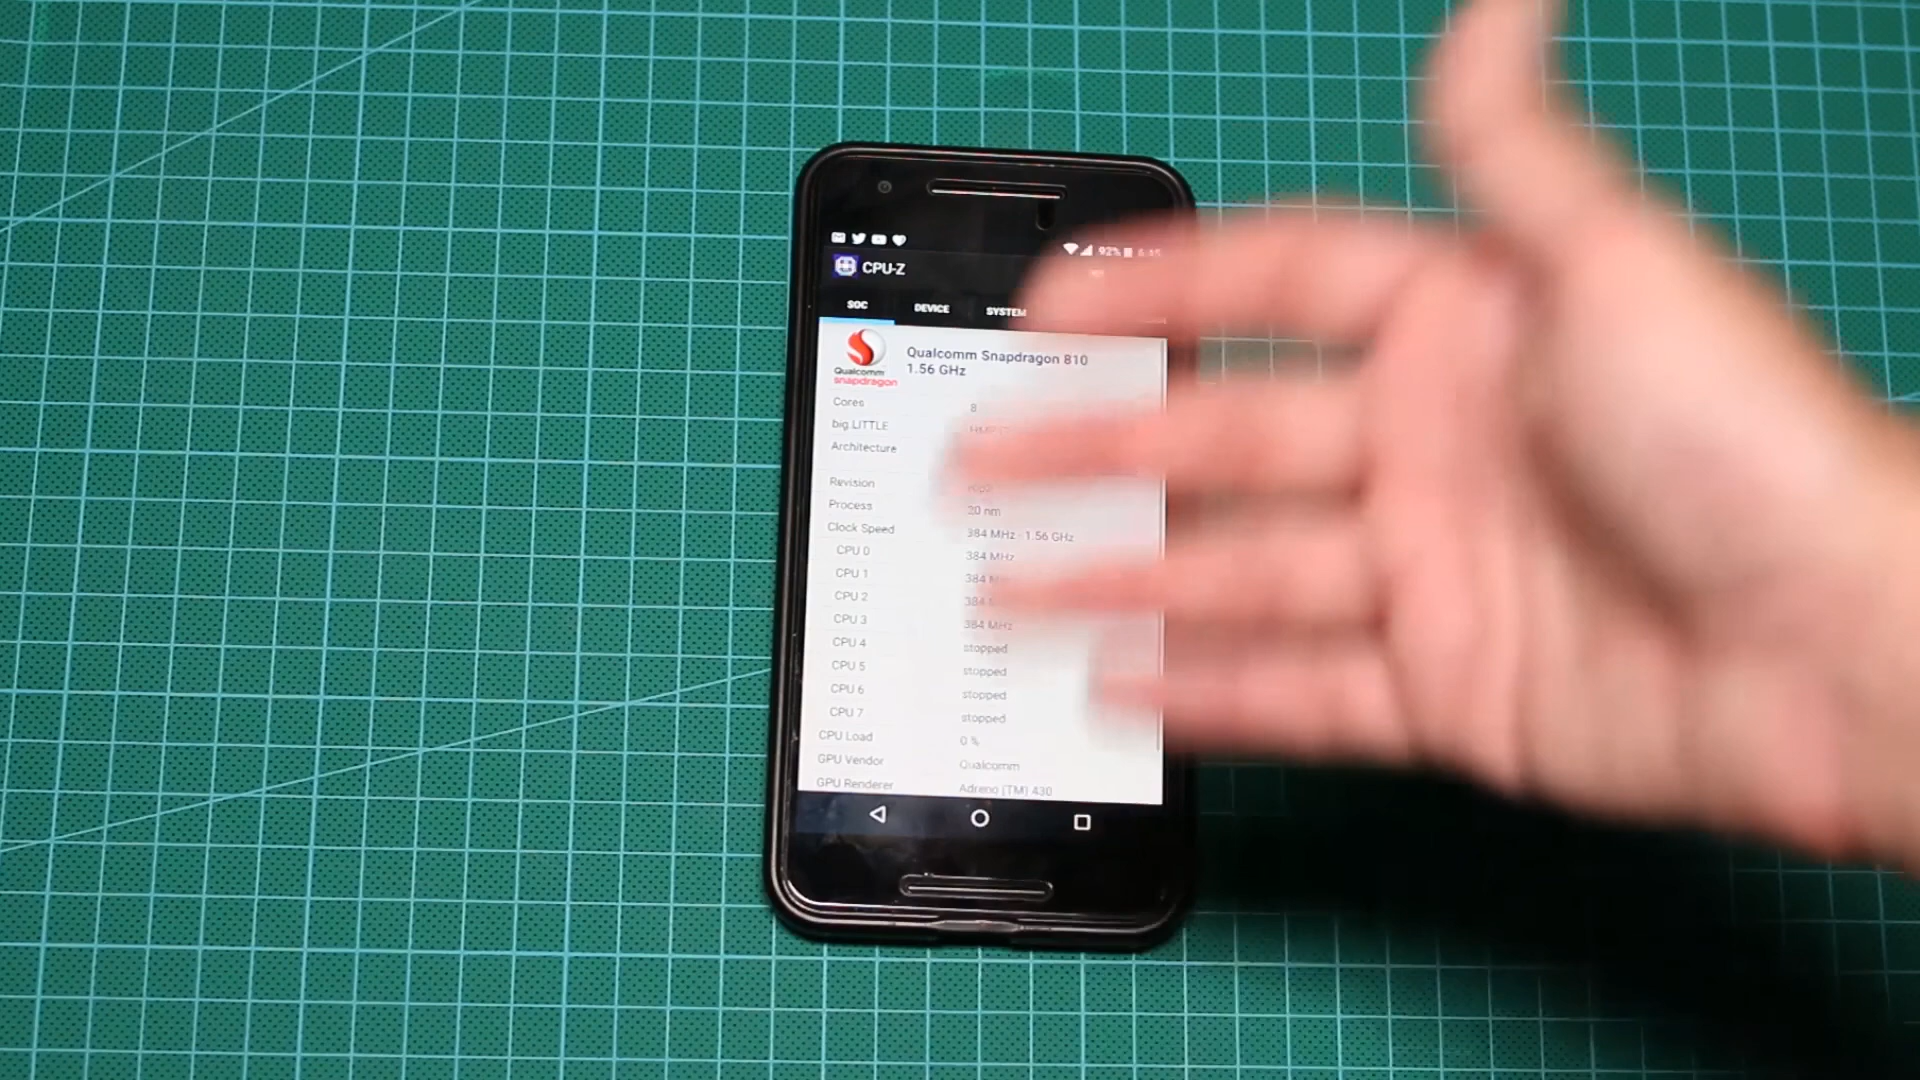 92%
CPU-Z
SOC DEVICE SYSTEM
Qualcomm Snapdragon 810
1.56 GHz
Qualcomm
snapdragon
Cores 8
big.LITTLE
Architecture
Revision
Process 20 nm
Clock Speed 384 MHz - 1.56 GHz
CPU 0 384 MHz
CPU 1 384
CPU 2 384
CPU 3 384 MHz
CPU 4 stopped
CPU 5 stopped
CPU 6 stopped
CPU 7 stopped
CPU Load 0 %
GPU Vendor Qualcomm
GPU Renderer Adreno (TM) 430